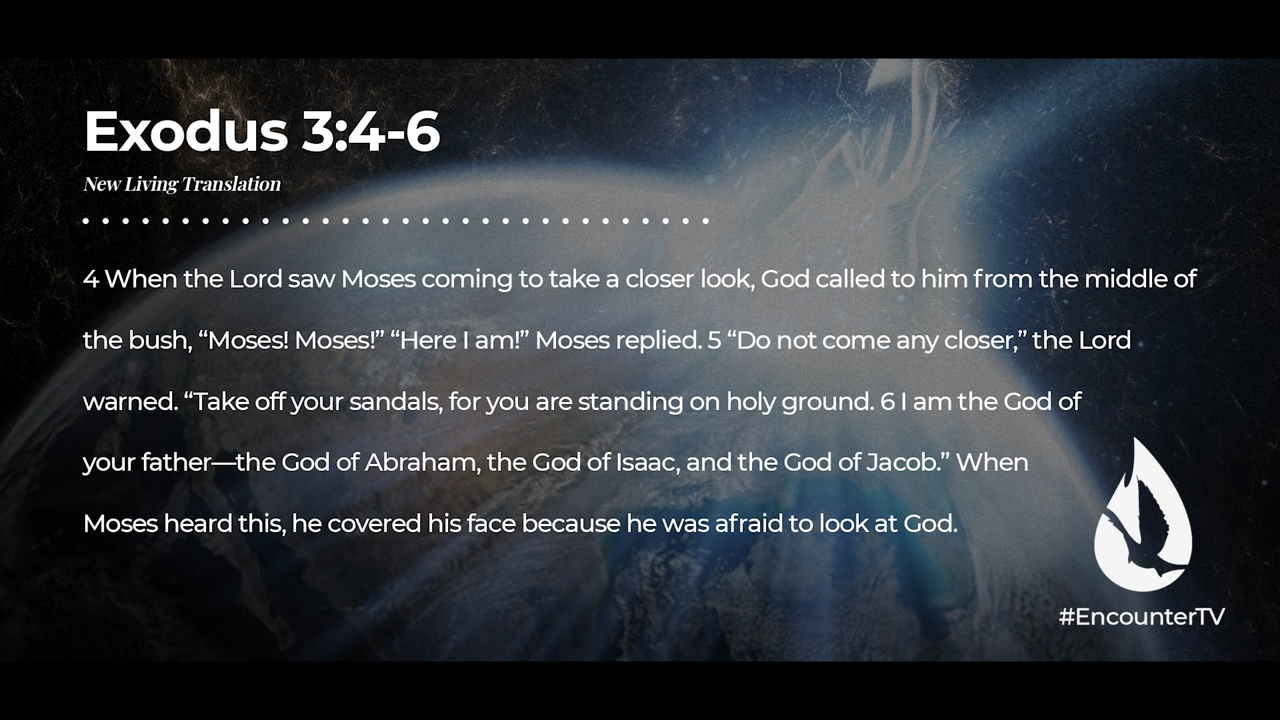 Exodus 3:4-6
New Living Translation
4 When the Lord saw Moses coming to take a closer look, God called to him from the middle of
the bush, “Moses! Moses!” “Here I am!” Moses replied. 5 “Do not come any closer,” the Lord
warned. “Take off your sandals, for you are standing on holy ground. 6 I am the God of
your father—the God of Abraham, the God of Isaac, and the God of Jacob.” When
Moses heard this, he covered his face because he was afraid to look at God.
#EncounterTV